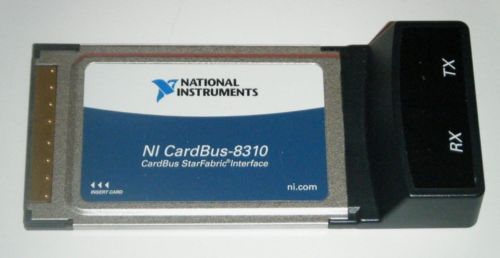 NATIONAL
INSTRUMENTS
NI CardBus-8310
CardBus StarFabric® Interface
INSERT CARD
ni.com
TX
RX